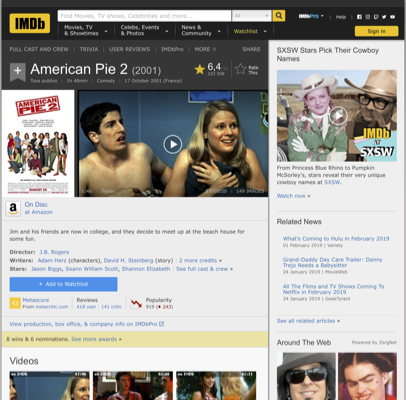 IMDb
Find Movies, TV shows, Celebrities and more...
All
IMDbPro
Help
Movies, TV
& Showtimes
Celebs, Events
& Photos
News &
Community
Watchlist
Sign in
FULL CAST AND CREW | TRIVIA | USER REVIEWS | IMDbPro | MORE
SHARE
American Pie 2 (2001)
Tous publics | 1h 48min | Comedy | 17 October 2001 (France)
6,4
Rate
This
AMERICAN
PIE 2
Trailer
VIDEOS | 149 IMAGES
On Disc
at Amazon
Jim and his friends are now in college, and they decide to meet up at the beach house for
some fun.
Director: J.B. Rogers
Writers: Adam Herz (characters), David H. Steinberg (story) | 2 more credits »
Stars: Jason Biggs, Seann William Scott, Shannon Elizabeth | See full cast & crew »
+ Add to Watchlist
Metascore
From metacritic.com
Reviews
418 user | 141 critic
Popularity
919 (243)
View production, box office, & company info on IMDbPro
8 wins & 6 nominations. See more awards »
Videos
SXSW Stars Pick Their Cowboy
Names
IMDb
AT
SXSW
From Princess Blue Rhino to Pumpkin
McSorley's, stars reveal their very
unique cowboy names at SXSW.
Watch now »
Related News
What's Coming to Hulu in February 2019
01 February 2019 | Variety
Grand-Daddy Day Care Trailer: Danny
Trejo Needs a Babysitter
24 January 2019 | MovieWeb
All The Films and TV Shows Coming To
Netflix in February 2019
24 January 2019 | GeekTyrant
See all related articles »
Around The Web
Powered by ZergNet